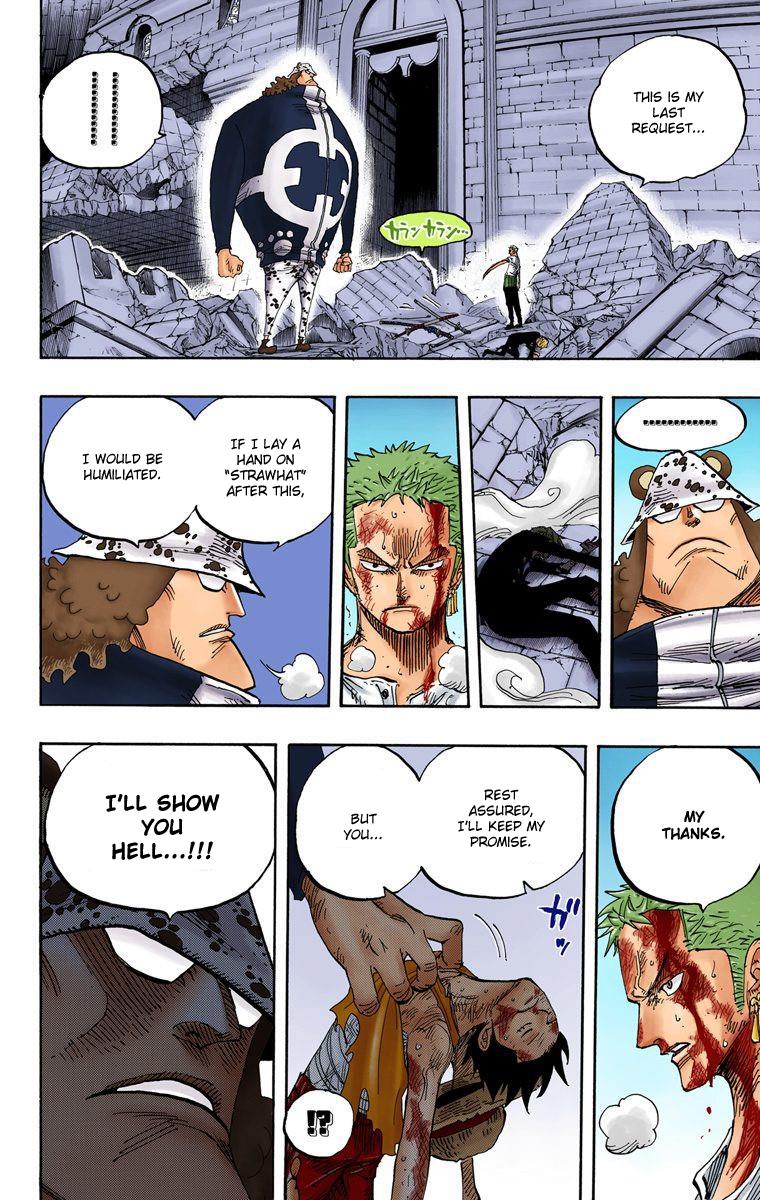 THIS IS MY
LAST
REQUEST...
カランカラン...
!!
....................
IF I LAY A
HAND ON
"STRAWHAT"
AFTER THIS,
I WOULD BE
HUMILIATED.
MY
THANKS.
REST
ASSURED,
I'LL KEEP MY
PROMISE.
BUT
YOU...
ガッ
!?
I'LL SHOW
YOU
HELL...!!!